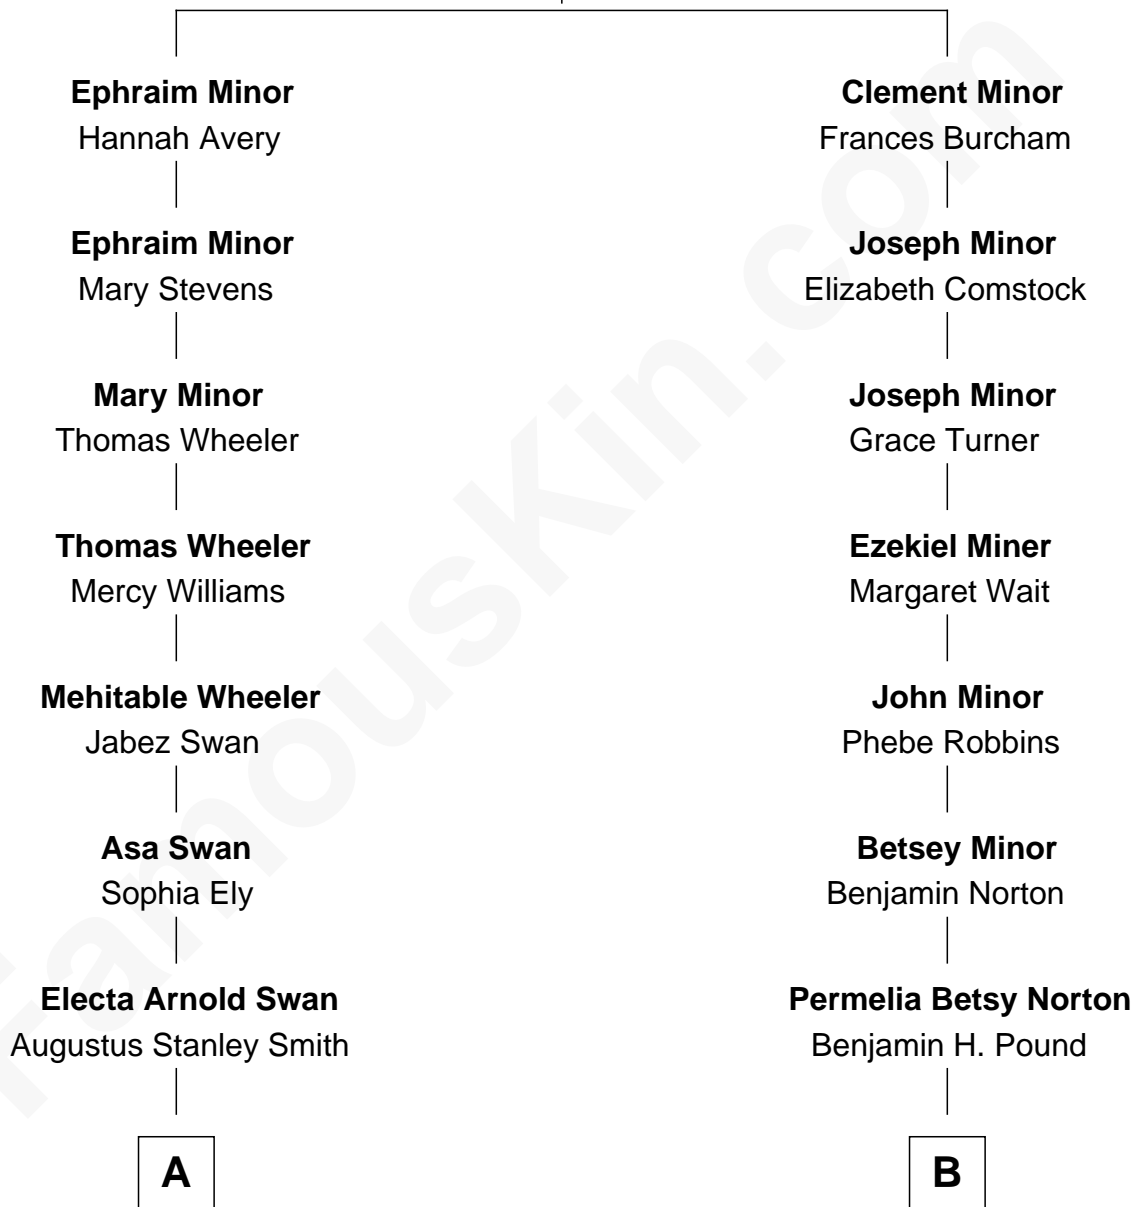 Ephraim Minor
Hannah Avery
Clement Minor
Frances Burcham
Ephraim Minor
Mary Stevens
Joseph Minor
Elizabeth Comstock
Mary Minor
Thomas Wheeler
Joseph Minor
Grace Turner
Thomas Wheeler
Mercy Williams
Ezekiel Miner
Margaret Wait
Mehitable Wheeler
Jabez Swan
John Minor
Phebe Robbins
Asa Swan
Sophia Ely
Betsey Minor
Benjamin Norton
Electa Arnold Swan
Augustus Stanley Smith
Permelia Betsy Norton
Benjamin H. Pound
A
B
FamousKin.com